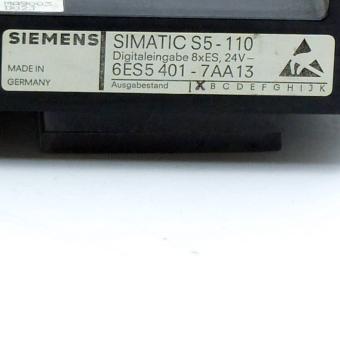 SIEMENS
SIMATIC S5-110
Digitaleingabe 8xES, 24V–
MADE IN
GERMANY
6ES5 401-7AA13
Ausgabestand
X B C D E F G H I J K